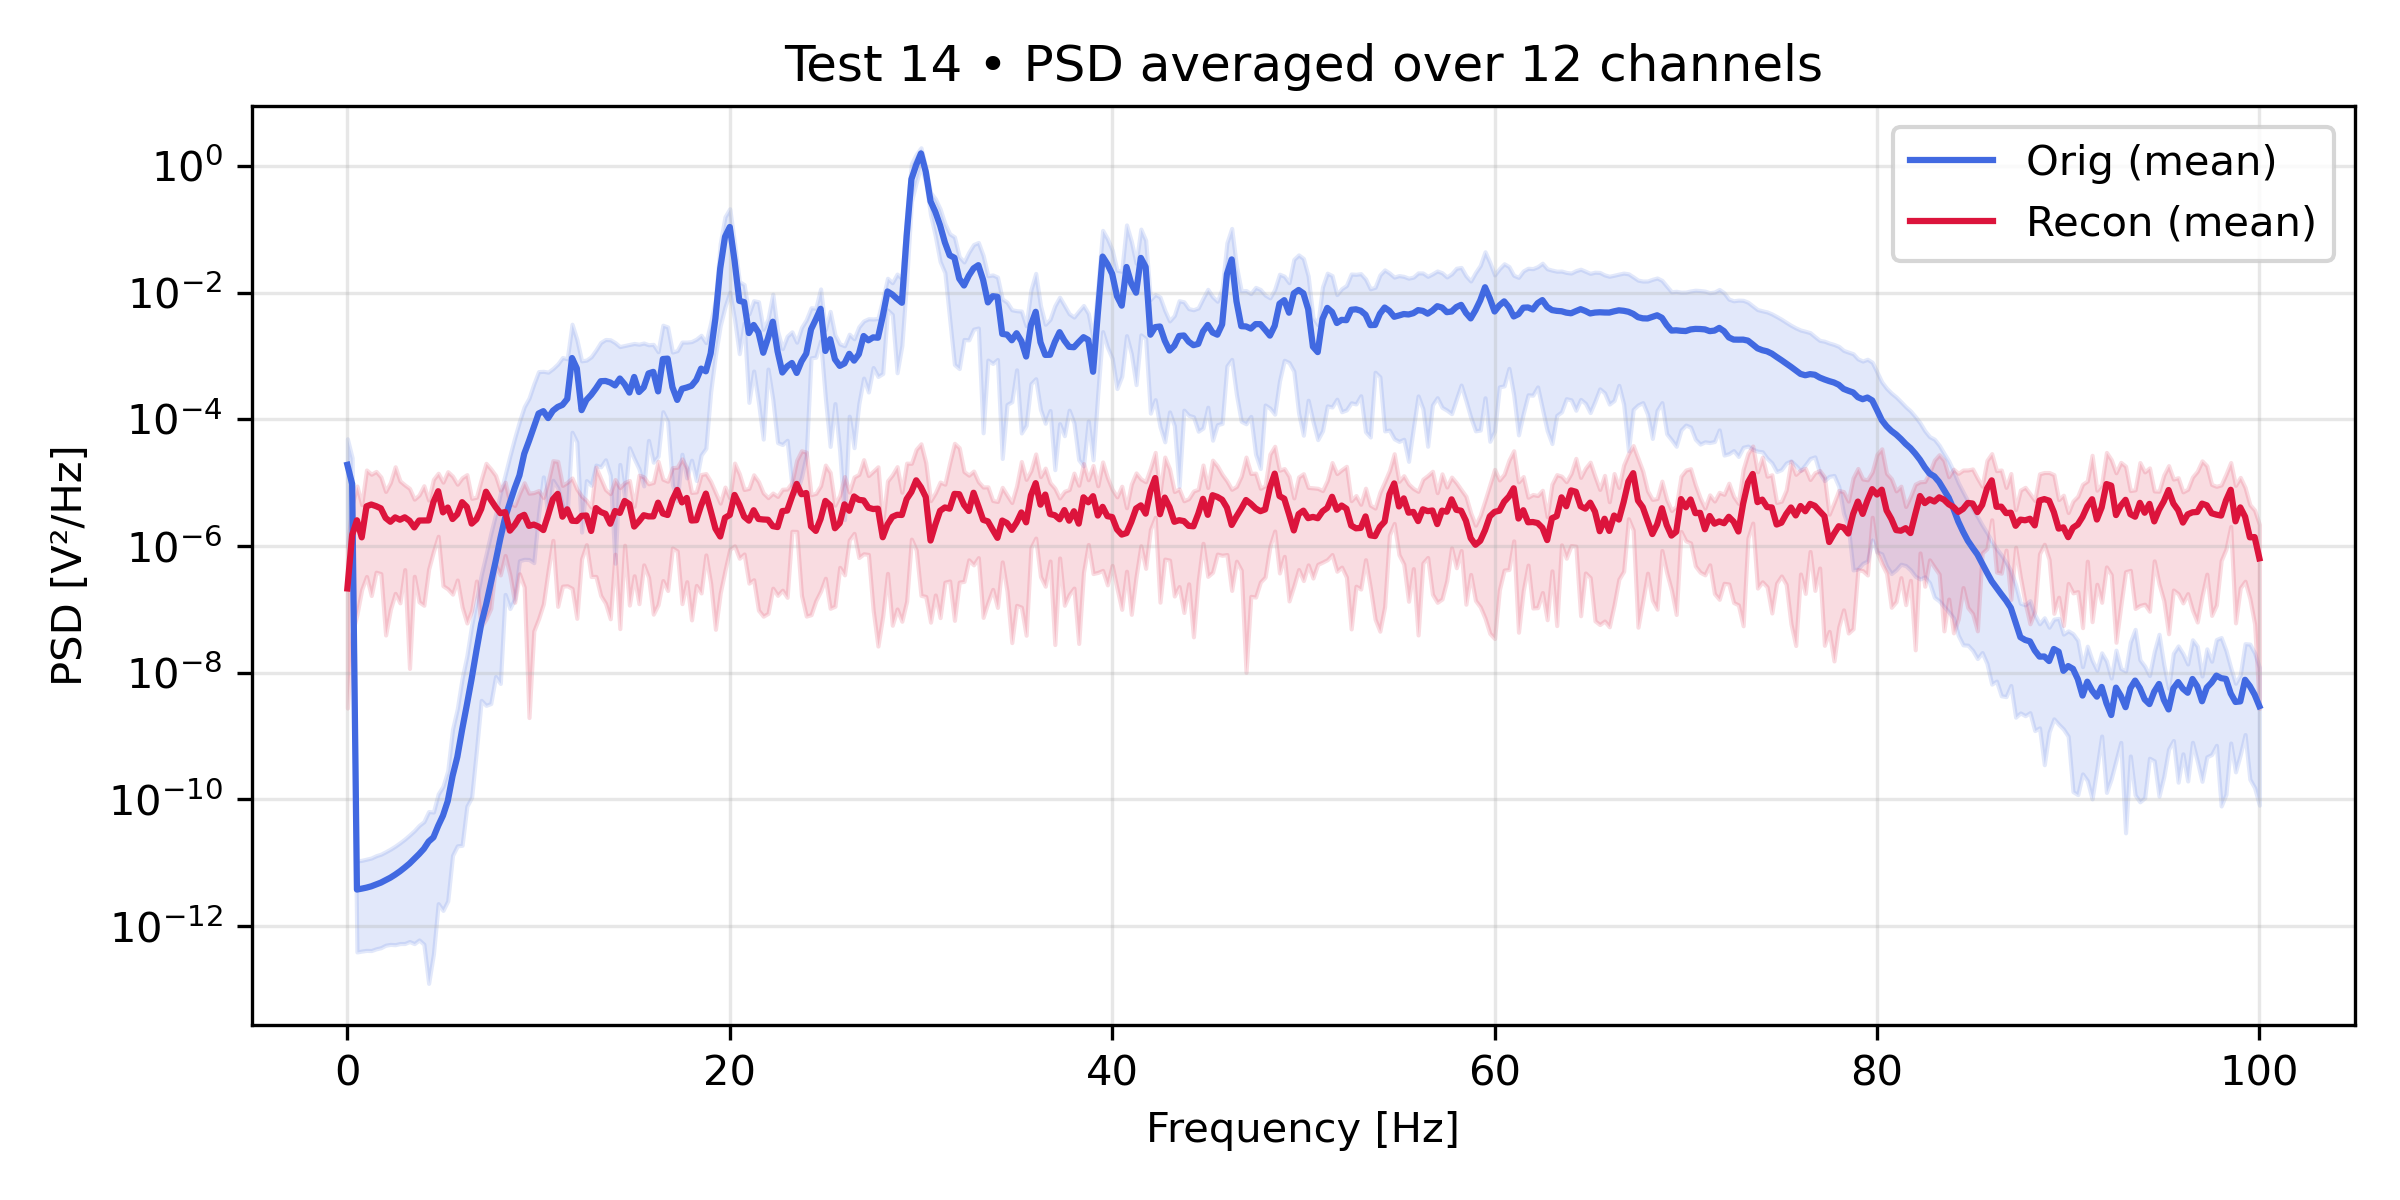 Test 14 • PSD averaged over 12 channels
Orig (mean)
Recon (mean)
PSD [V²/Hz]
10⁰
10⁻²
10⁻⁴
10⁻⁶
10⁻⁸
10⁻¹⁰
10⁻¹²
0 20 40 60 80 100
Frequency [Hz]